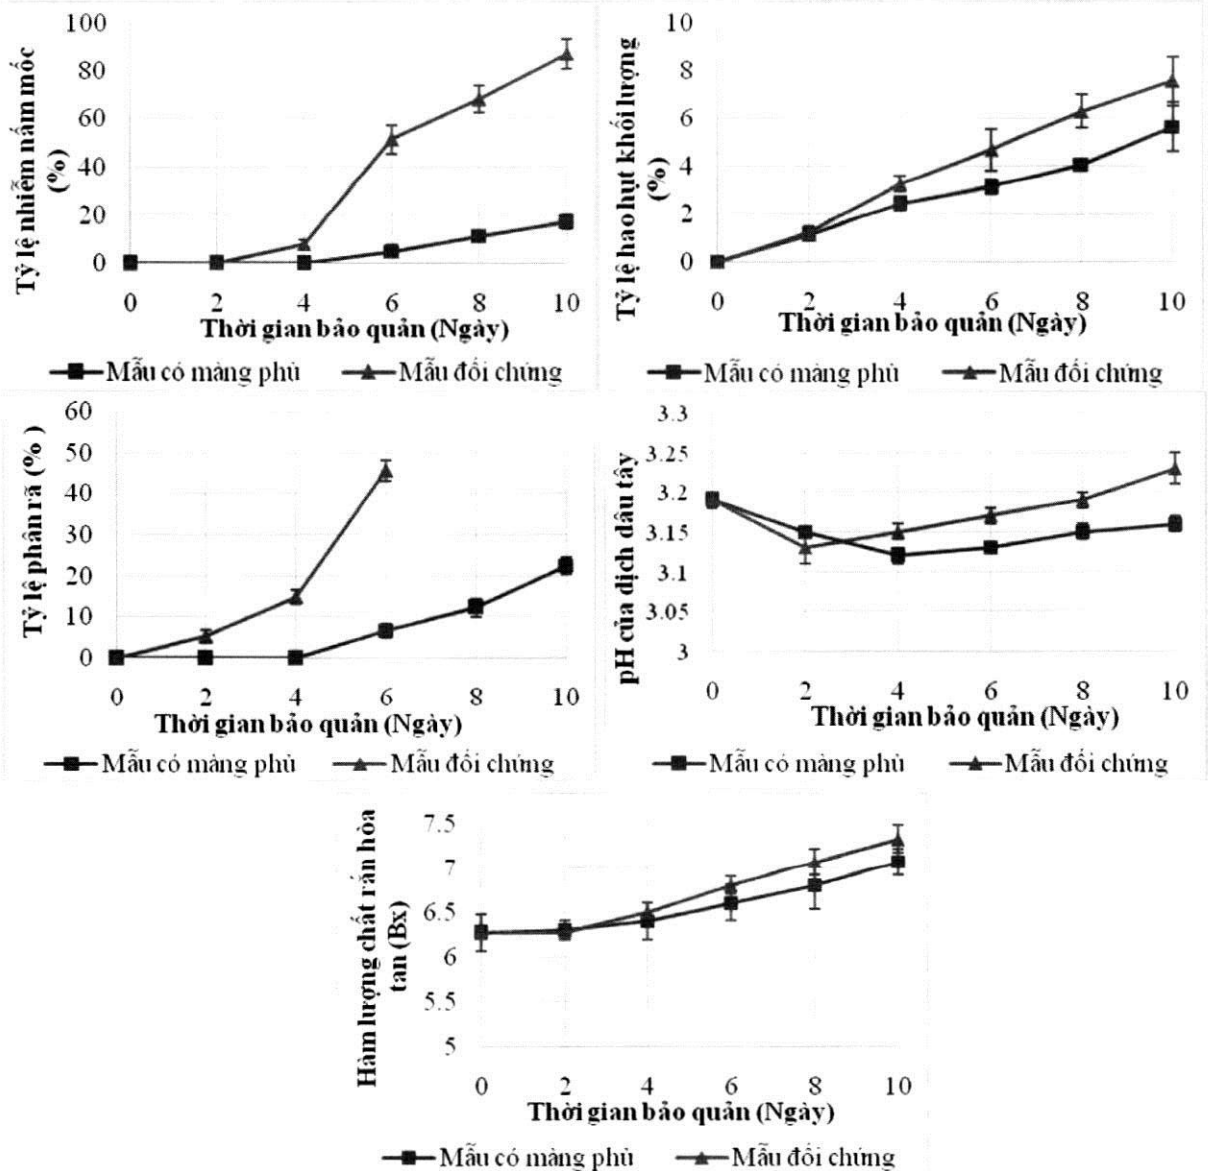 Tỷ lệ nhiễm nấm mốc
(%)
100
80
60
40
20
0
0 2 4 6 8 10
Thời gian bảo quản (Ngày)
Mẫu có màng phủ Mẫu đối chứng
Tỷ lệ hao hụt khối lượng
(%)
10
8
6
4
2
0
0 2 4 6 8 10
Thời gian bảo quản (Ngày)
Mẫu có màng phủ Mẫu đối chứng
Tỷ lệ phân rã (%)
60
50
40
30
20
10
0
0 2 4 6 8 10
Thời gian bảo quản (Ngày)
Mẫu có màng phủ Mẫu đối chứng
pH của dịch dâu tây
3.3
3.25
3.2
3.15
3.1
3.05
3
0 2 4 6 8 10
Thời gian bảo quản (Ngày)
Mẫu có màng phủ Mẫu đối chứng
Hàm lượng chất rắn hòa
tan (Bx)
7.5
7
6.5
6
5.5
5
0 2 4 6 8 10
Thời gian bảo quản (Ngày)
Mẫu có màng phủ Mẫu đối chứng